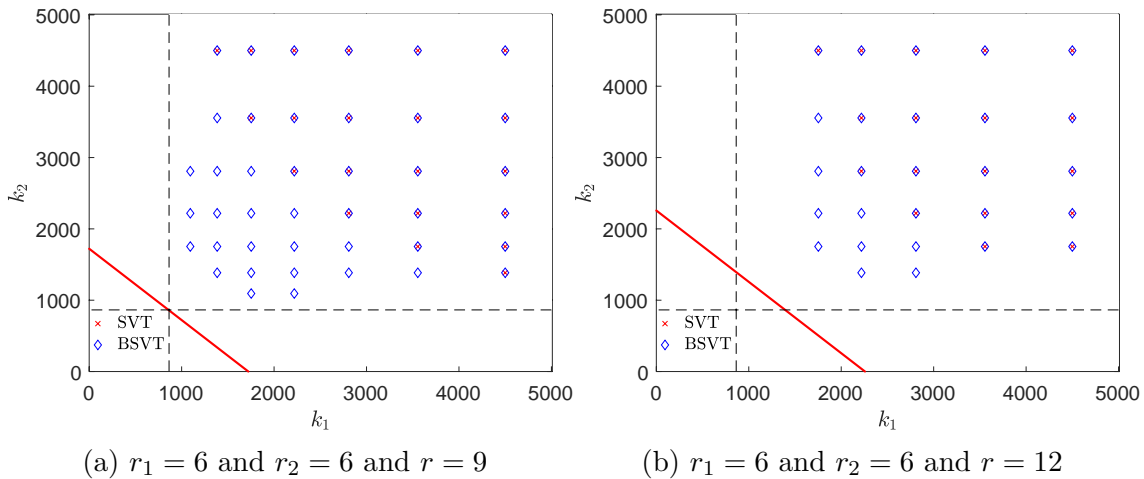 5000
4000
3000
2000
1000
0
k₂
SVT
BSVT
0 1000 2000 3000 4000 5000
k₁
(a) r₁ = 6 and r₂ = 6 and r = 9
5000
4000
3000
2000
1000
0
k₂
SVT
BSVT
0 1000 2000 3000 4000 5000
k₁
(b) r₁ = 6 and r₂ = 6 and r = 12